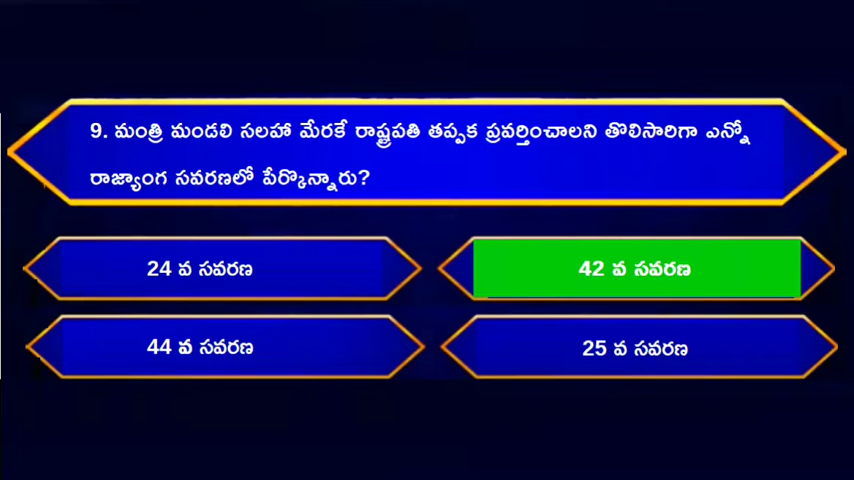 9. మంత్రి మండలి సలహా మేరకే రాష్ట్రపతి తప్పక ప్రవర్తించాలని తొలిసారిగా ఎన్నో
రాజ్యాంగ సవరణలో పేర్కొన్నారు?
24 వ సవరణ
42 వ సవరణ
44 వ సవరణ
25 వ సవరణ